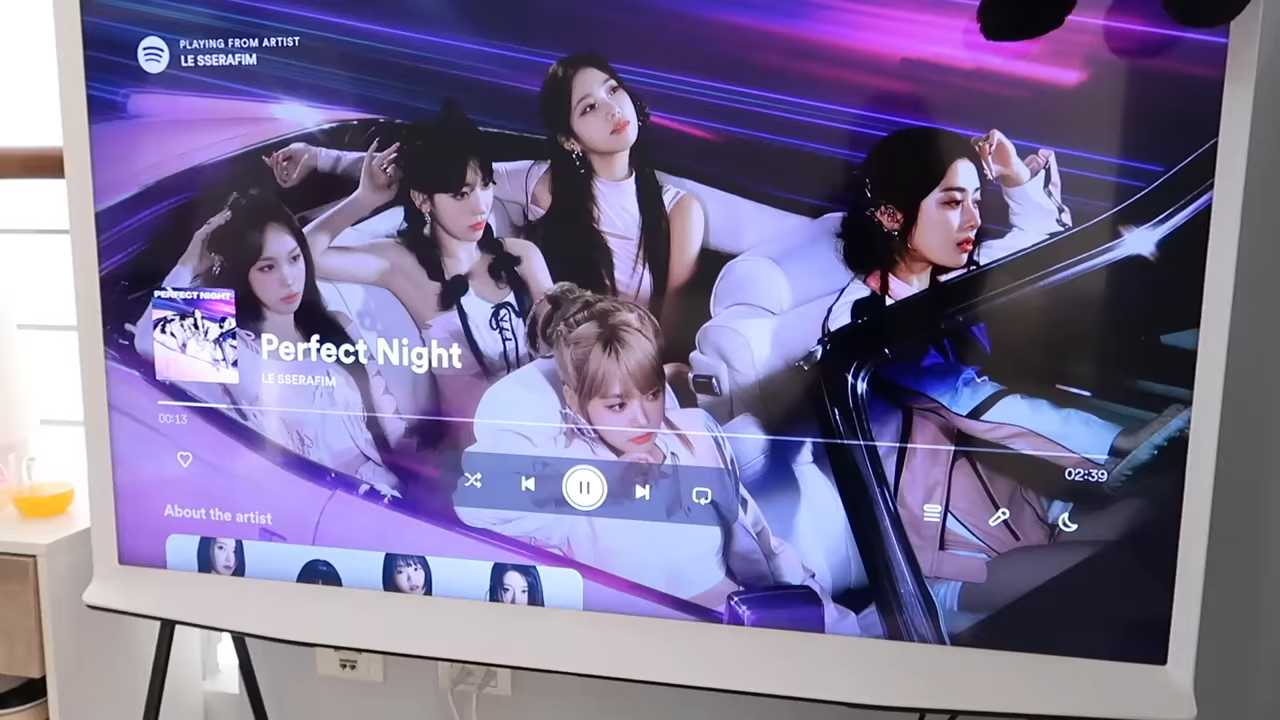 PLAYING FROM ARTIST
LE SSERAFIM
PERFECT NIGHT
Perfect Night
LE SSERAFIM
00:13
02:39
About the artist